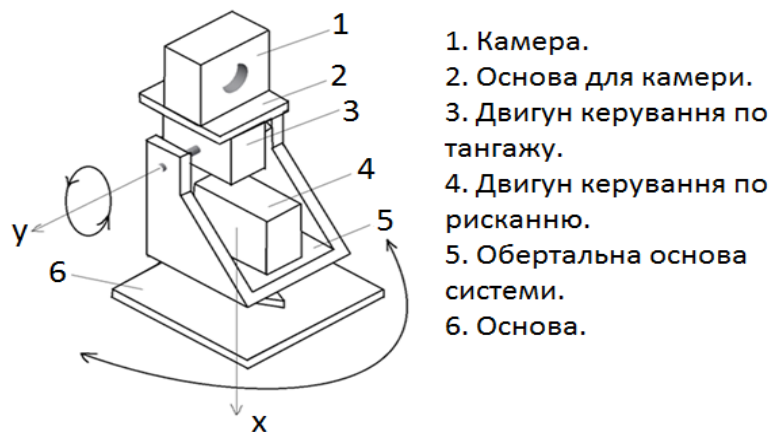 1
2
3
4
5
6
y
x
1. Камера.
2. Основа для камери.
3. Двигун керування по
тангажу.
4. Двигун керування по
рисканню.
5. Обертальна основа
системи.
6. Основа.